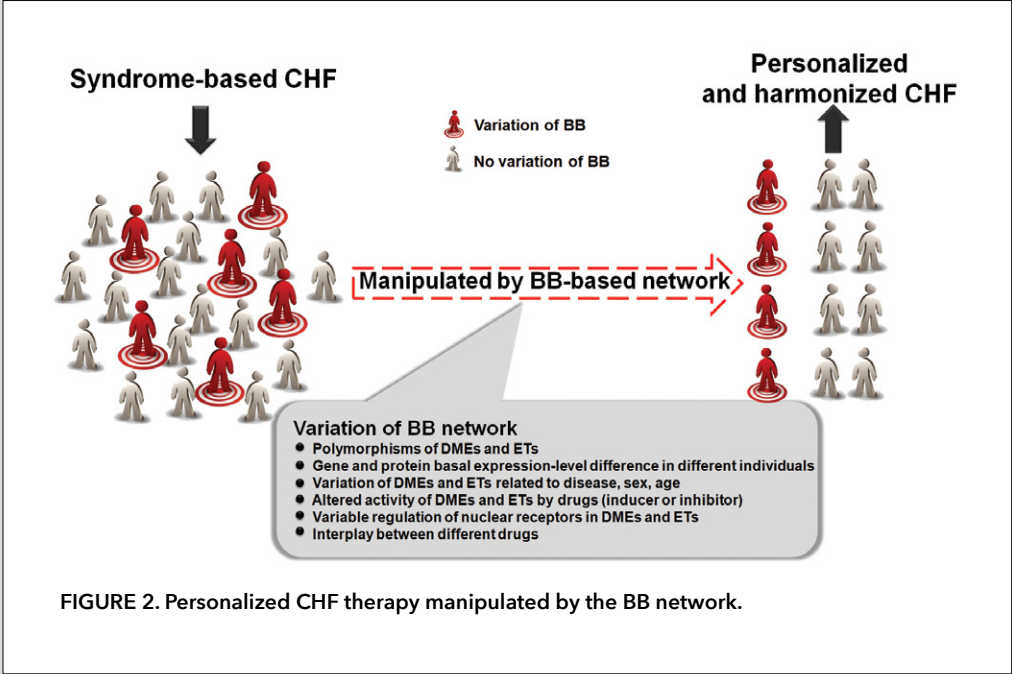 Syndrome-based CHF
Personalized
and harmonized CHF
Variation of BB
No variation of BB
Manipulated by BB-based network
Variation of BB network
● Polymorphisms of DMEs and ETs
● Gene and protein basal expression-level difference in different individuals
● Variation of DMEs and ETs related to disease, sex, age
● Altered activity of DMEs and ETs by drugs (inducer or inhibitor)
● Variable regulation of nuclear receptors in DMEs and ETs
● Interplay between different drugs
FIGURE 2. Personalized CHF therapy manipulated by the BB network.